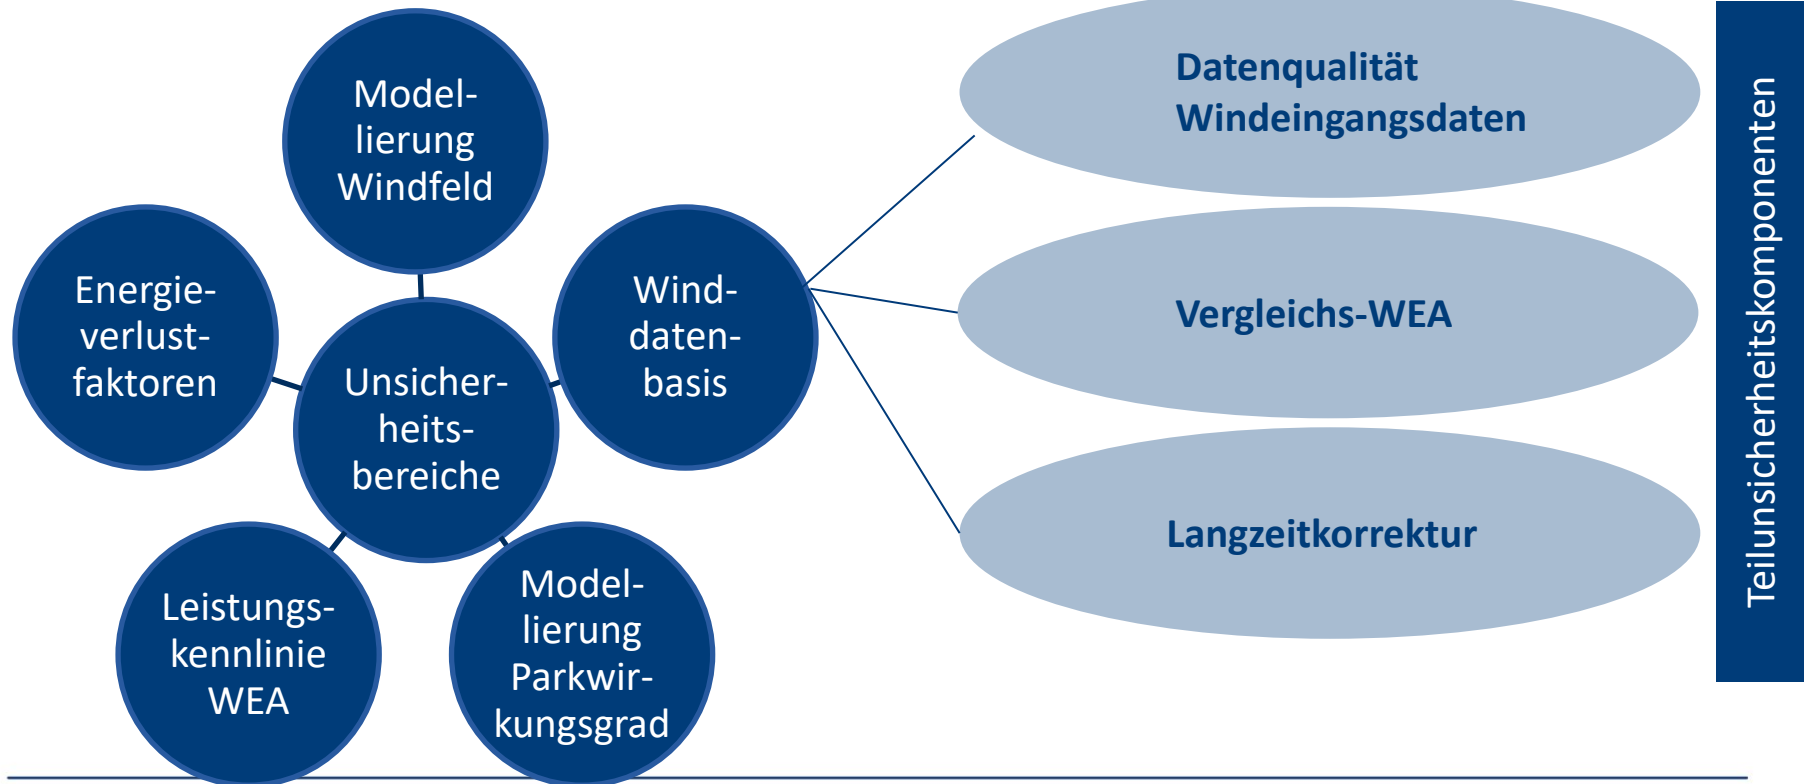 Model-
lierung
Windfeld
Energie-
verlust-
faktoren
Unsicher-
heits-
bereiche
Wind-
daten-
basis
Leistungs-
kennlinie
WEA
Model-
lierung
Parkwir-
kungsgrad
Datenqualität
Windeingangsdaten
Vergleichs-WEA
Langzeitkorrektur
Teilunsicherheitskomponenten